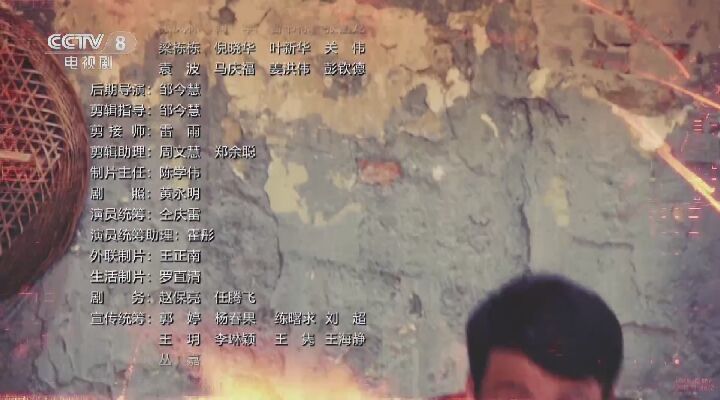 CCTV 8
电视剧
梁栋栋 倪晓华 叶新华 关 伟
袁 波 马庆福 姜洪伟 彭钦德
后期导演：邹今慧
剪辑指导：邹今慧
剪 接 师：雷 雨
剪辑助理：周文慧 郑余聪
制片主任：陈学伟
剧 照：黄永明
演员统筹：仝庆雷
演员统筹助理：霍彤
外联制片：王正南
生活制片：罗直清
剧 务：赵保亮 任腾飞
宣传统筹：郭 婷 杨春果 练曙求 刘 超
王 玥 李琳颖 王 隽 王海静
丛 嘉